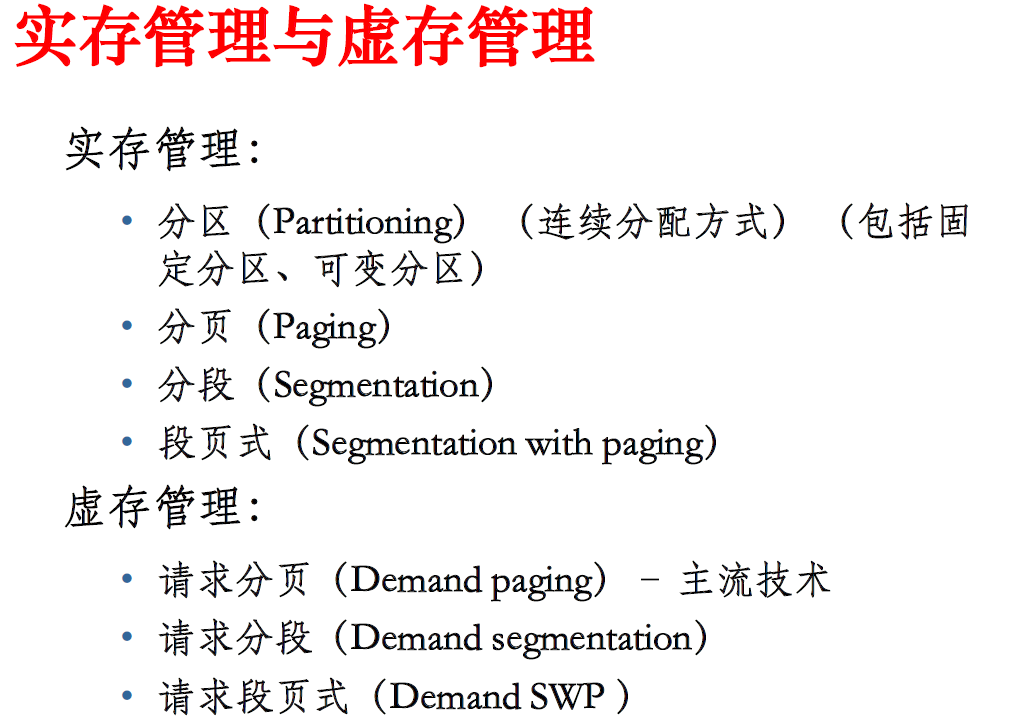 实存管理与虚存管理
实存管理：
• 分区（Partitioning）（连续分配方式）（包括固
定分区、可变分区）
• 分页（Paging）
• 分段（Segmentation）
• 段页式（Segmentation with paging）
虚存管理：
• 请求分页（Demand paging） – 主流技术
• 请求分段（Demand segmentation）
• 请求段页式（Demand SWP ）